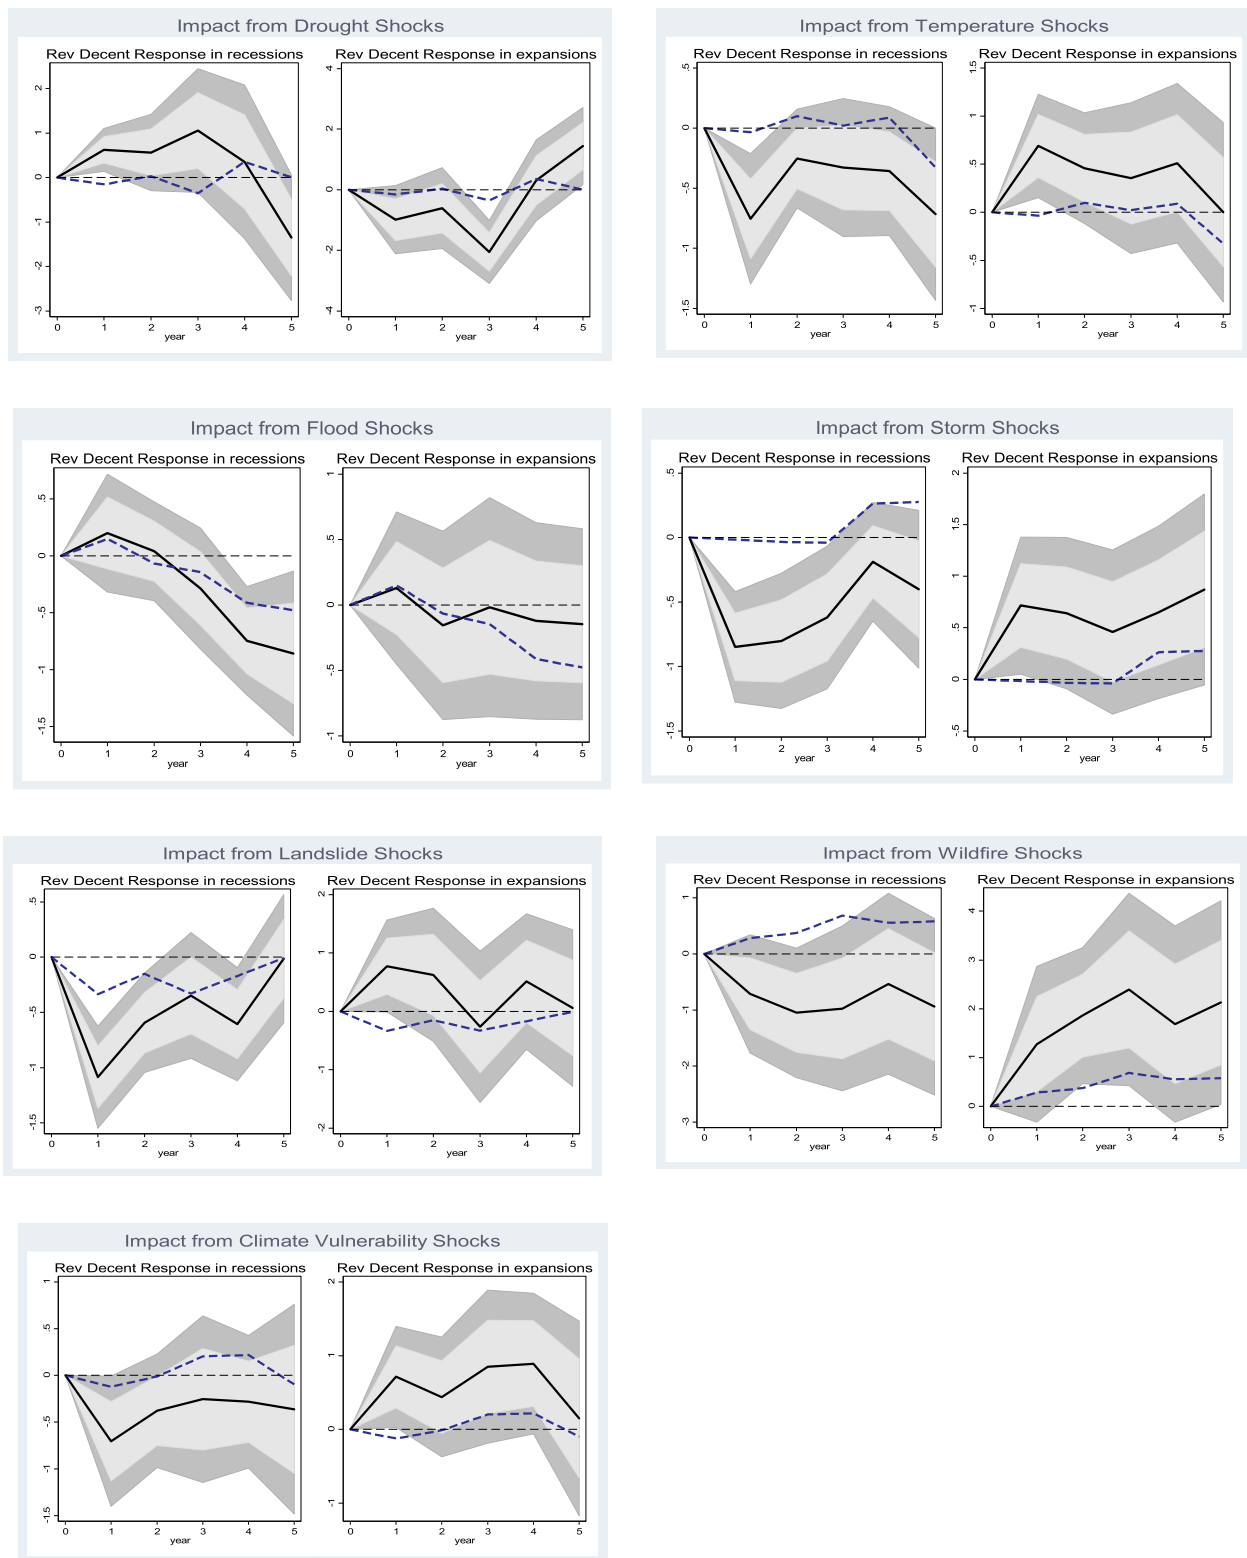 Impact from Drought Shocks
Rev Decent Response in recessions
2
1
0
-1
-2
-3
0 1 2 3 4 5
year
Rev Decent Response in expansions
4
2
0
-2
-4
0 1 2 3 4 5
year
Impact from Temperature Shocks
Rev Decent Response in recessions
.5
0
-.5
-1
-1.5
0 1 2 3 4 5
year
Rev Decent Response in expansions
1.5
1
.5
0
-.5
-1
0 1 2 3 4 5
year
Impact from Flood Shocks
Rev Decent Response in recessions
.5
0
-.5
-1
-1.5
0 1 2 3 4 5
year
Rev Decent Response in expansions
1
.5
0
-.5
-1
0 1 2 3 4 5
year
Impact from Storm Shocks
Rev Decent Response in recessions
.5
0
-.5
-1
-1.5
0 1 2 3 4 5
year
Rev Decent Response in expansions
2
1.5
1
.5
0
-.5
0 1 2 3 4 5
year
Impact from Landslide Shocks
Rev Decent Response in recessions
.5
0
-.5
-1
-1.5
0 1 2 3 4 5
year
Rev Decent Response in expansions
2
1
0
-1
-2
0 1 2 3 4 5
year
Impact from Wildfire Shocks
Rev Decent Response in recessions
1
0
-1
-2
-3
0 1 2 3 4 5
year
Rev Decent Response in expansions
4
3
2
1
0
0 1 2 3 4 5
year
Impact from Climate Vulnerability Shocks
Rev Decent Response in recessions
1
.5
0
-.5
-1
-1.5
0 1 2 3 4 5
year
Rev Decent Response in expansions
2
1
0
-1
0 1 2 3 4 5
year